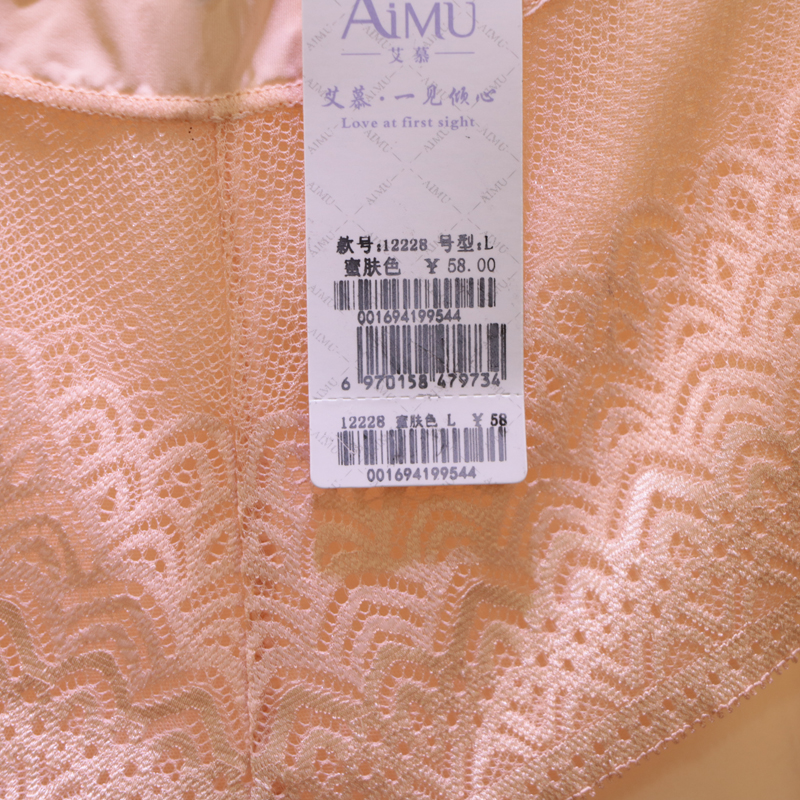 AiMU
艾慕
艾慕·一见倾心
Love at first sight
款号:12228 号型:L
蜜肤色 ¥ 58.00
001694199544
6 970158 479734
12228 蜜肤色 L ¥ 58
001694199544